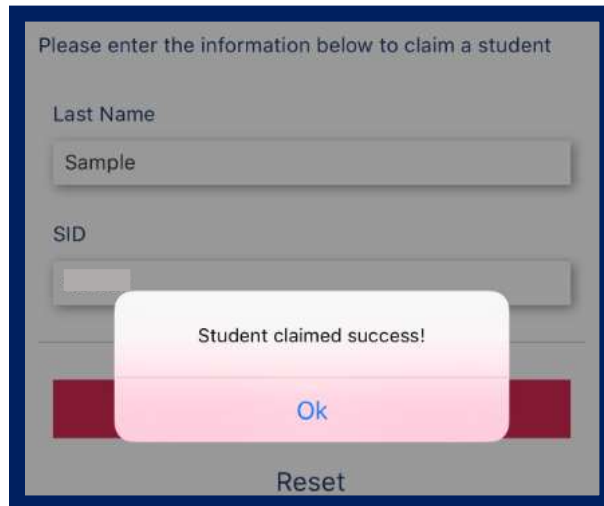 Please enter the information below to claim a student
Last Name
Sample
SID
Student claimed success!
Ok
Reset